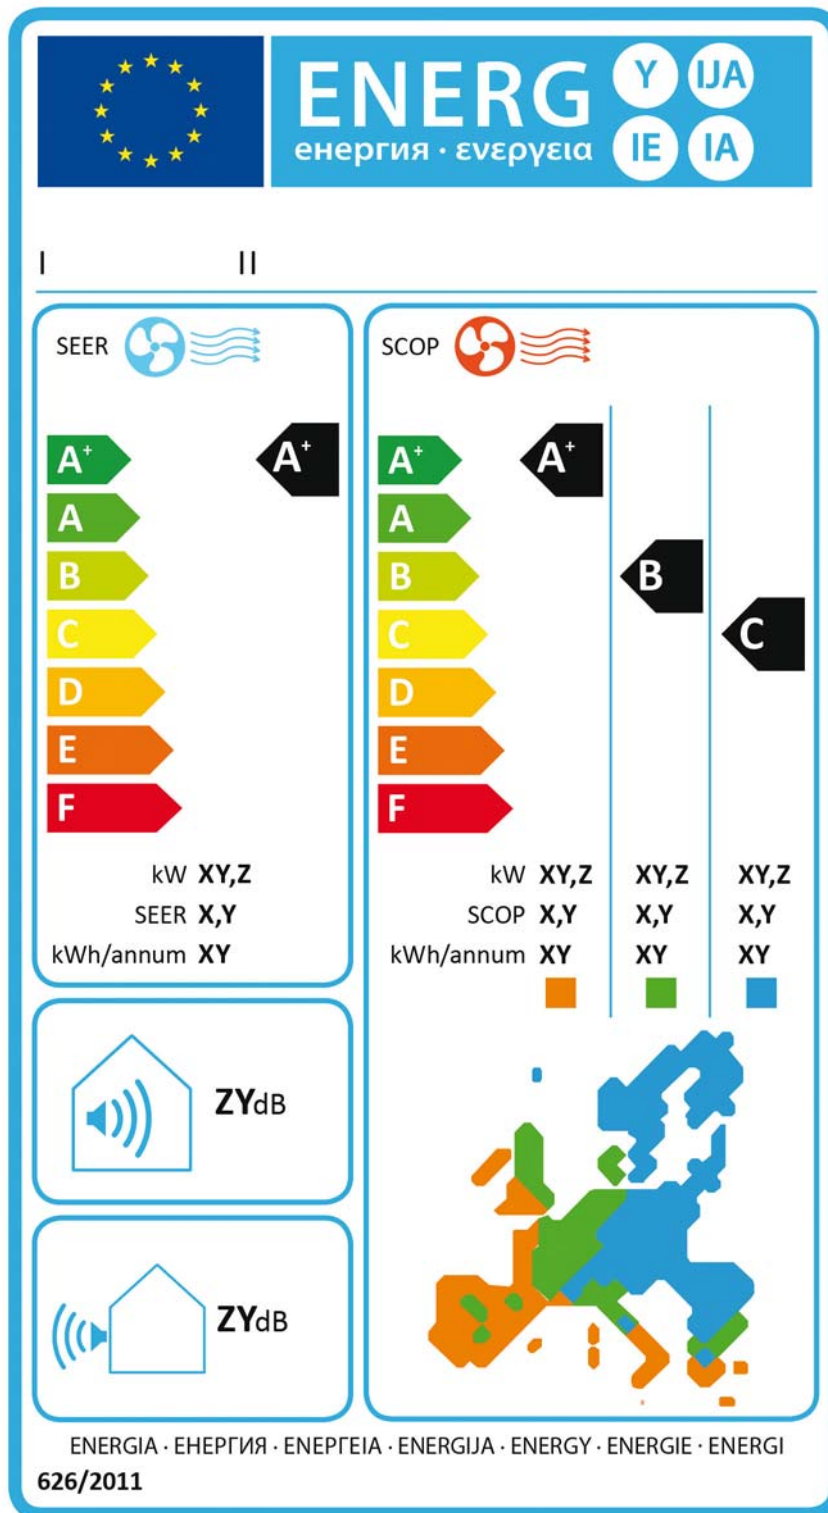 ENERG Y IJA
енергия · ενεργεια IE IA
I II
SEER
A+ A+
A
B
C
D
E
F
kW XY,Z
SEER X,Y
kWh/annum XY
SCOP
A+ A+
A
B B
C C
D
E
F
kW XY,Z XY,Z XY,Z
SCOP X,Y X,Y X,Y
kWh/annum XY XY XY
ZYdB
ZYdB
ENERGIA · ЕНЕРГИЯ · ΕΝΕΡΓΕΙΑ · ENERGIJA · ENERGY · ENERGIE · ENERGI
626/2011